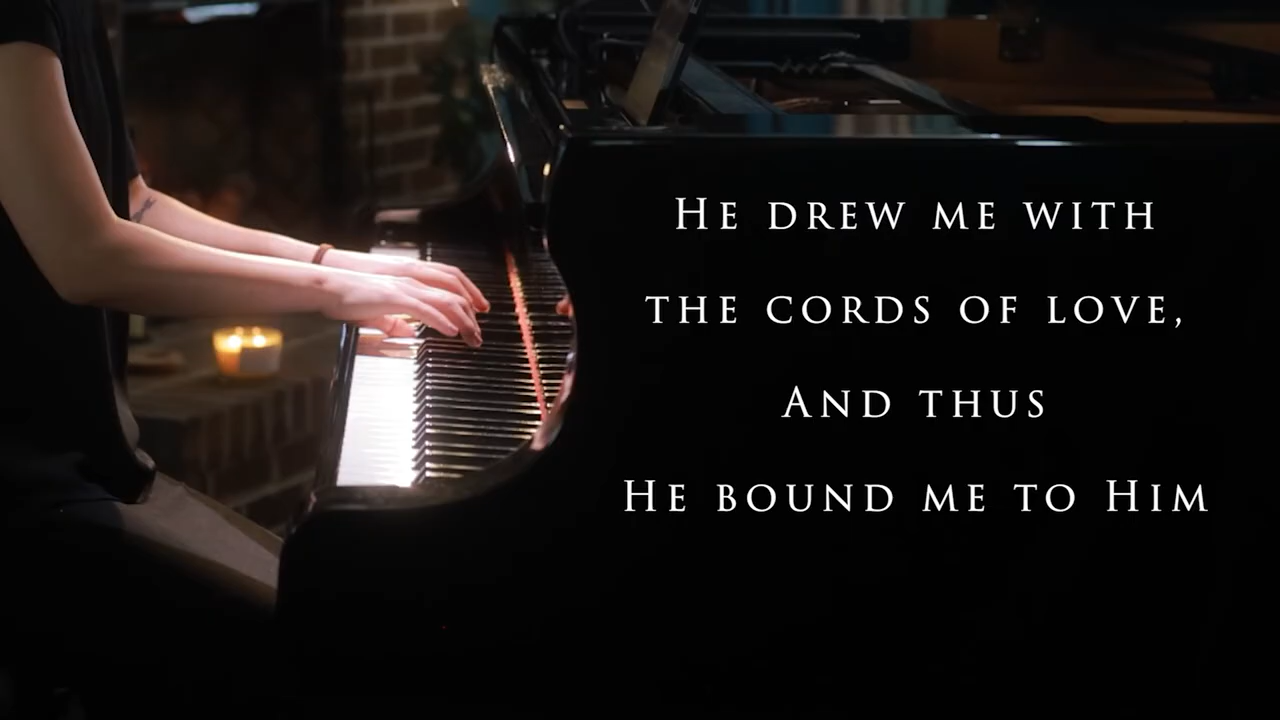 He drew me with
the cords of love,
And thus
He bound me to Him